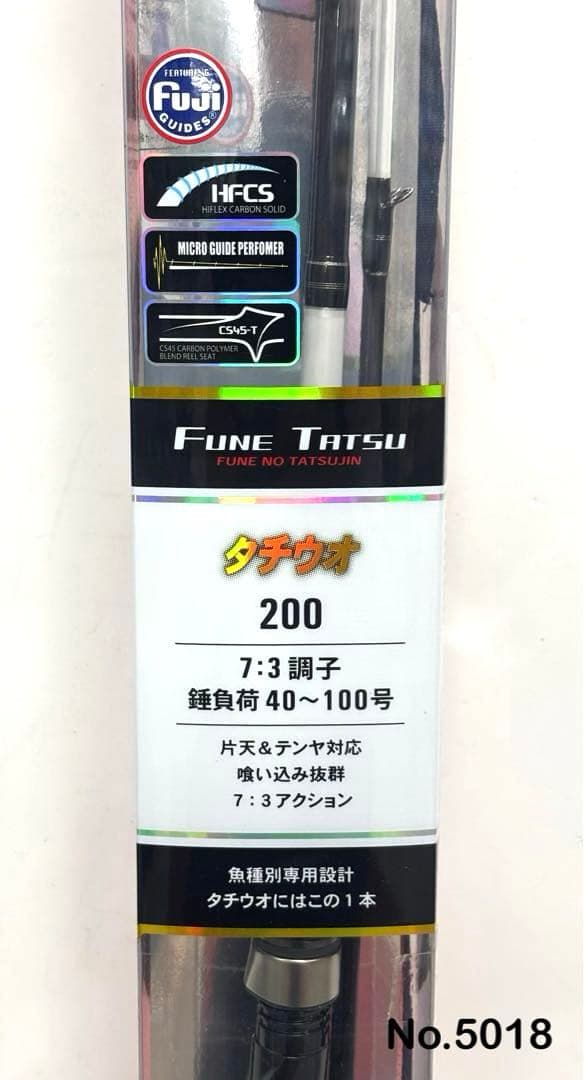 FEATURING
Fuji
GUIDES®
HFCS
HIFLEX CARBON SOLID
MICRO GUIDE PERFOMER
CS45-T
CS45 CARBON POLYMER
BLEND REEL SEAT
FUNE TATSU
FUNE NO TATSUJIN
タチウオ
200
7:3調子
錘負荷40〜100号
片天&テンヤ対応
喰い込み抜群
7:3アクション
魚種別専用設計
タチウオにはこの1本
No.5018